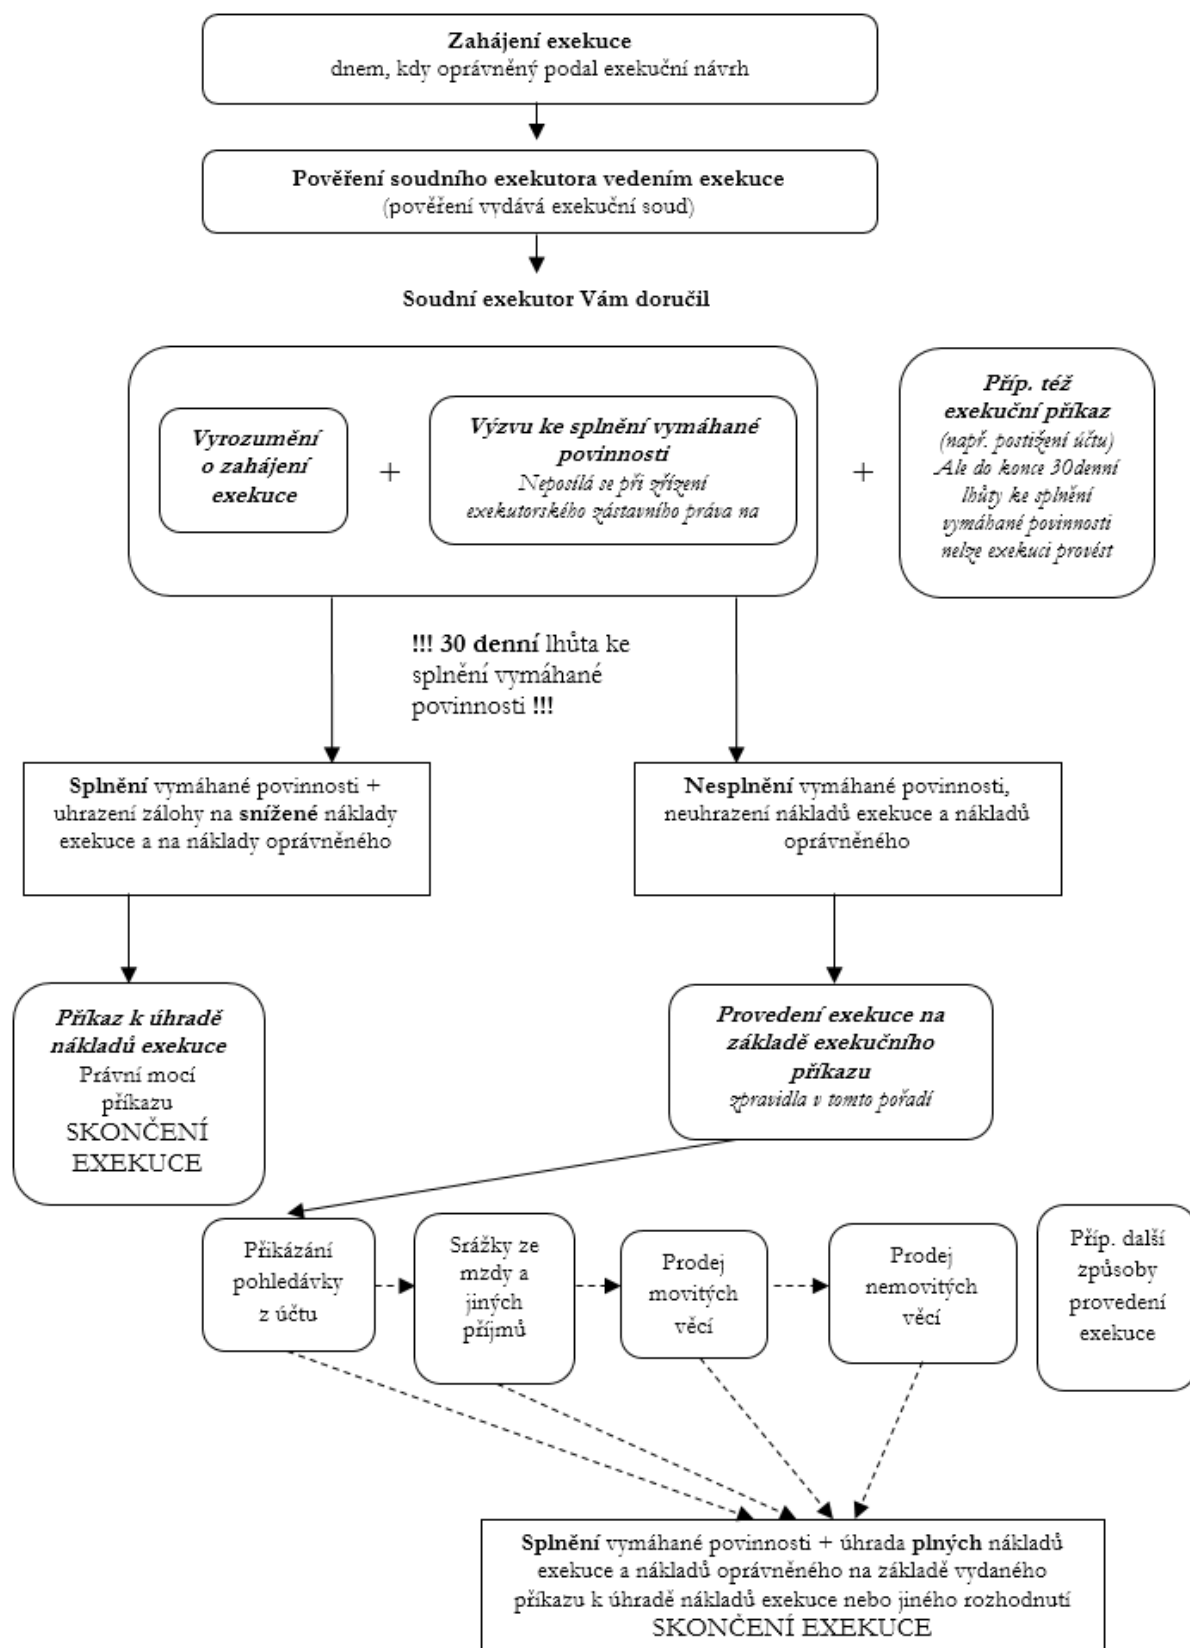 Zahájení exekuce
dnem, kdy oprávněný podal exekuční návrh
Pověření soudního exekutora vedením exekuce
(pověření vydává exekuční soud)
Soudní exekutor Vám doručil
Vyrozumění
o zahájení
exekuce
+
Výzvu ke splnění vymáhané
povinnosti
Neposílá se při zřízení
exekutorského zástavního práva na
+
Příp. též
exekuční příkaz
(např. postižení účtu)
Ale do konce 30denní
lhůty ke splnění
vymáhané povinnosti
nelze exekuci provést
!!! 30 denní lhůta ke
splnění vymáhané
povinnosti !!!
Splnění vymáhané povinnosti +
uhrazení zálohy na snížené náklady
exekuce a na náklady oprávněného
Nesplnění vymáhané povinnosti,
neuhrazení nákladů exekuce a nákladů
oprávněného
Příkaz k úhradě
nákladů exekuce
Právní mocí
příkazu
SKONČENÍ
EXEKUCE
Provedení exekuce na
základě exekučního
příkazu
zpravidla v tomto pořadí
Přikázání
pohledávky
z účtu
Srážky ze
mzdy a
jiných
příjmů
Prodej
movitých
věcí
Prodej
nemovitých
věcí
Příp. další
způsoby
provedení
exekuce
Splnění vymáhané povinnosti + úhrada plných nákladů
exekuce a nákladů oprávněného na základě vydaného
příkazu k úhradě nákladů exekuce nebo jiného rozhodnutí
SKONČENÍ EXEKUCE